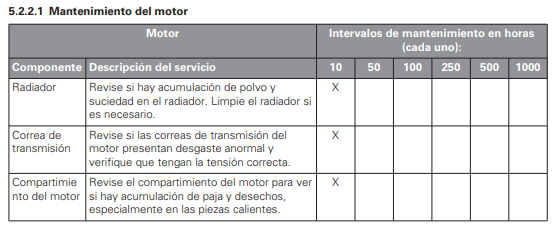 5.2.2.1 Mantenimiento del motor
Motor
Intervalos de mantenimiento en horas
(cada uno):
Componente Descripción del servicio 10 50 100 250 500 1000
Radiador Revise si hay acumulación de polvo y X
suciedad en el radiador. Limpie el radiador si
es necesario.
Correa de Revise si las correas de transmisión del X
transmisión motor presentan desgaste anormal y
verifique que tengan la tensión correcta.
Compartimie Revise el compartimiento del motor para ver X
nto del motor si hay acumulación de paja y desechos,
especialmente en las piezas calientes.